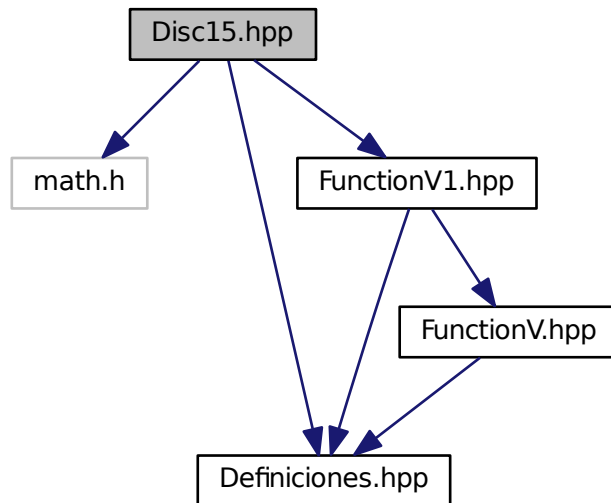 Disc15.hpp
math.h
FunctionV1.hpp
FunctionV.hpp
Definiciones.hpp